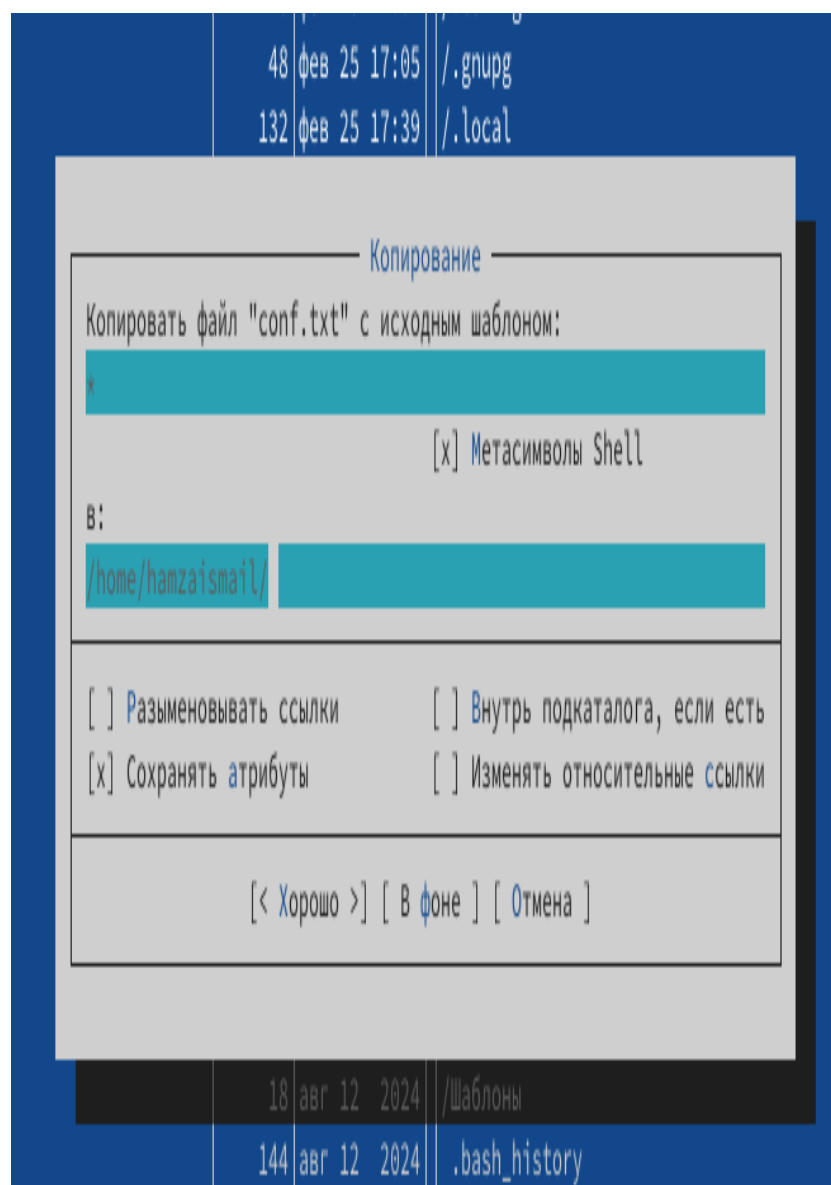 48 фев 25 17:05 /.gnupg
132 фев 25 17:39 /.local
Копирование
Копировать файл "conf.txt" с исходным шаблоном:
*
[x] Метасимволы Shell
в:
/home/hamzaismail/
[ ] Разыменовывать ссылки [ ] Внутрь подкаталога, если есть
[x] Сохранять атрибуты [ ] Изменять относительные ссылки
[< Хорошо >] [ В фоне ] [ Отмена ]
18 авг 12 2024 /Шаблоны
144 авг 12 2024 .bash_history